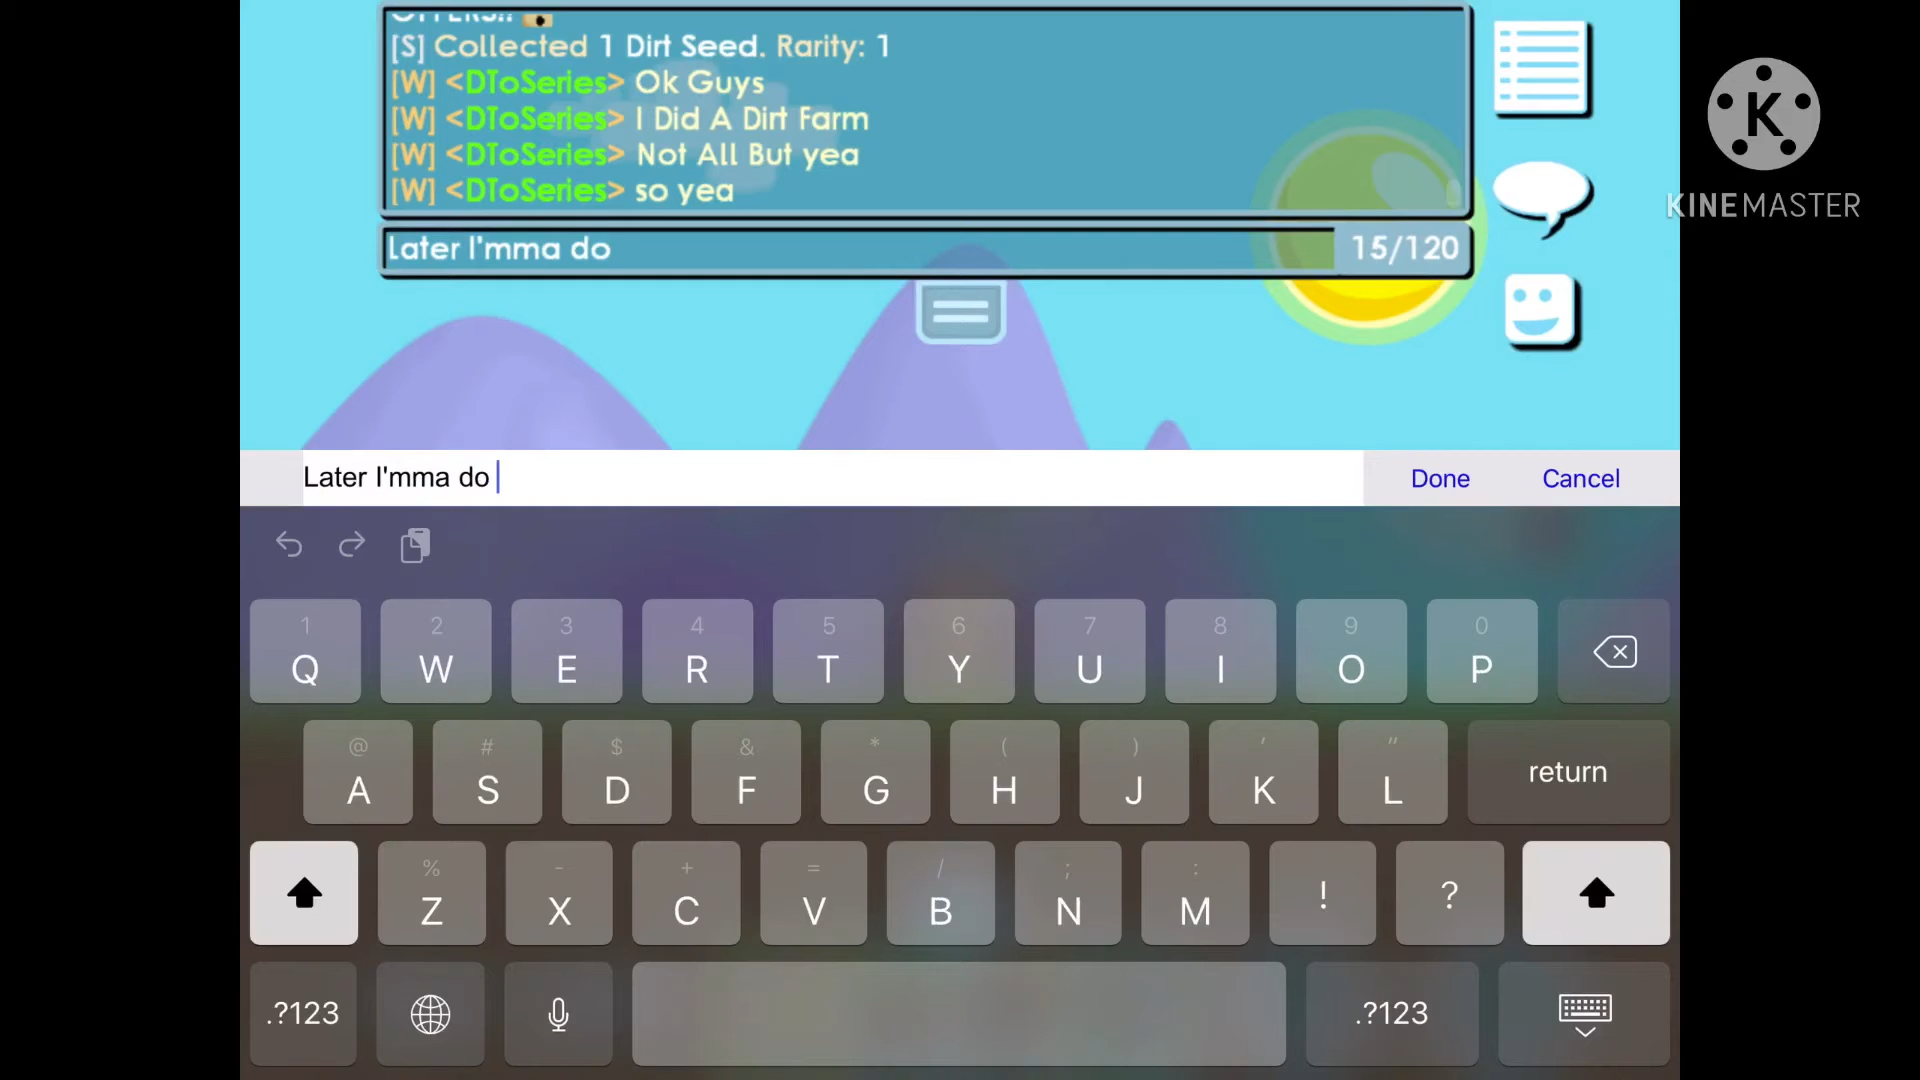 OFFERS!!
[S] Collected 1 Dirt Seed. Rarity: 1
[W] <DToSeries> Ok Guys
[W] <DToSeries> I Did A Dirt Farm
[W] <DToSeries> Not All But yea
[W] <DToSeries> so yea
Later I'mma do 15/120
K
KINEMASTER
Later I'mma do Done Cancel
1 2 3 4 5 6 7 8 9 0
Q W E R T Y U I O P
@ # $ & * ( ) ' "
A S D F G H J K L return
% - + = / ; :
Z X C V B N M ! ?
.?123 .?123